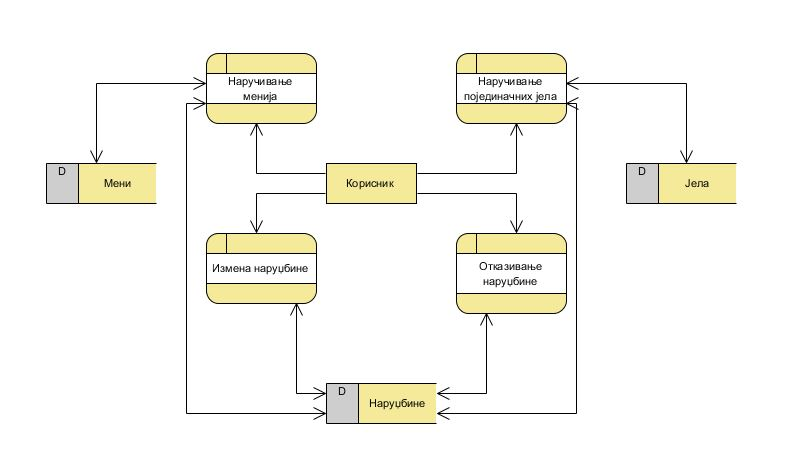 Наручивање
менија
Наручивање
појединачних јела
D
Мени
Корисник
D
Јела
Измена наруџбине
Отказивање
наруџбине
D
Наруџбине